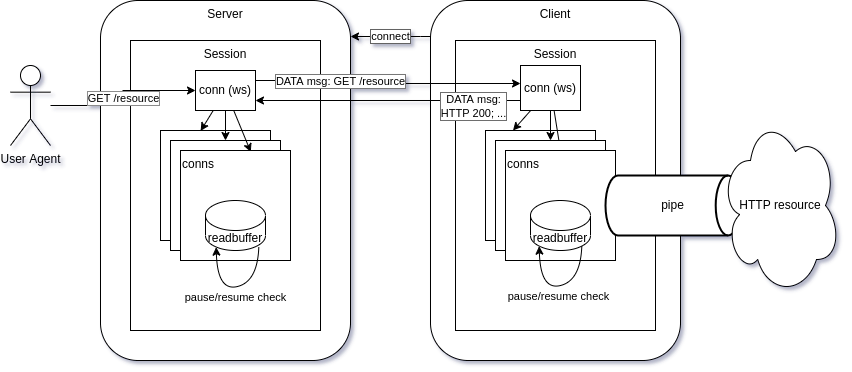 Server
Client
connect
Session
Session
conn (ws)
DATA msg: GET /resource
conn (ws)
GET /resource
DATA msg:
HTTP 200; ...
User Agent
conns
conns
readbuffer
readbuffer
pipe
HTTP resource
pause/resume check
pause/resume check